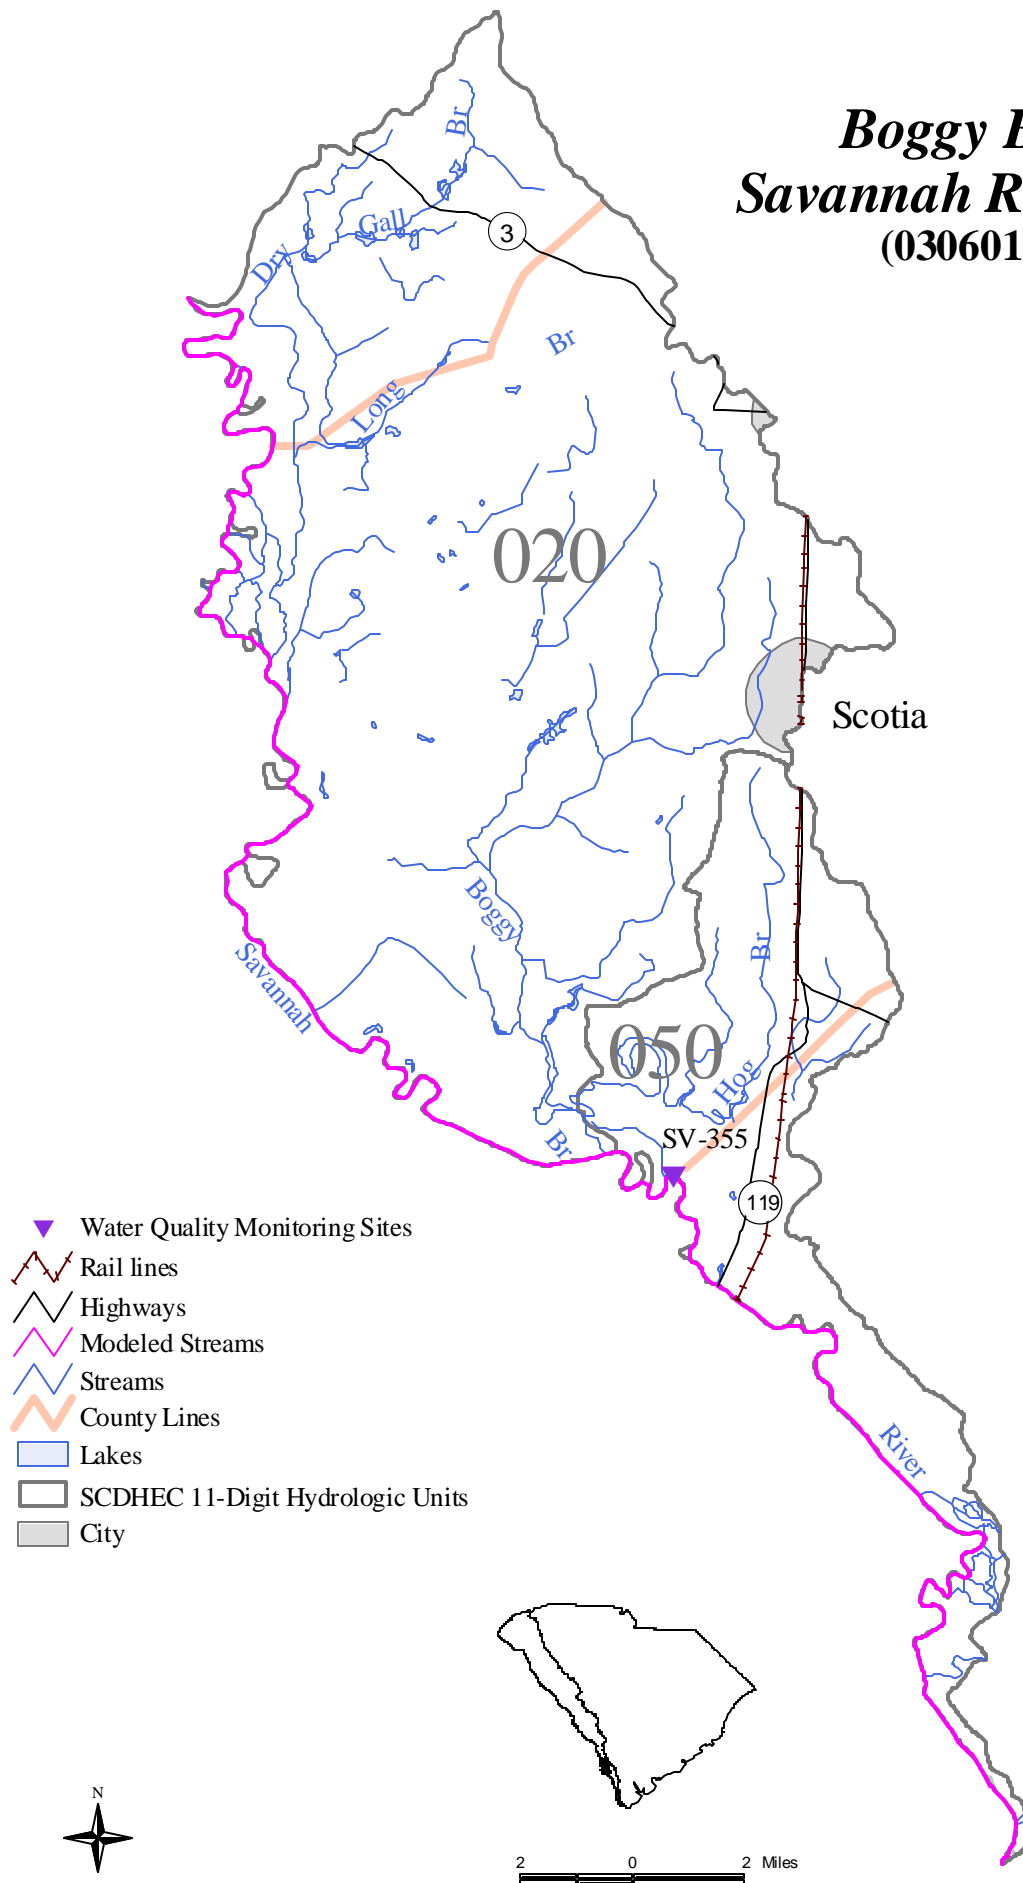 Boggy B
Savannah R
(030601
Br
Gall
Dry
3
Br
Long
020
Scotia
Boggy
Savannah
Br
050
Hog
SV-355
Br
119
River
Water Quality Monitoring Sites
Rail lines
Highways
Modeled Streams
Streams
County Lines
Lakes
SCDHEC 11-Digit Hydrologic Units
City
N
2 0 2 Miles